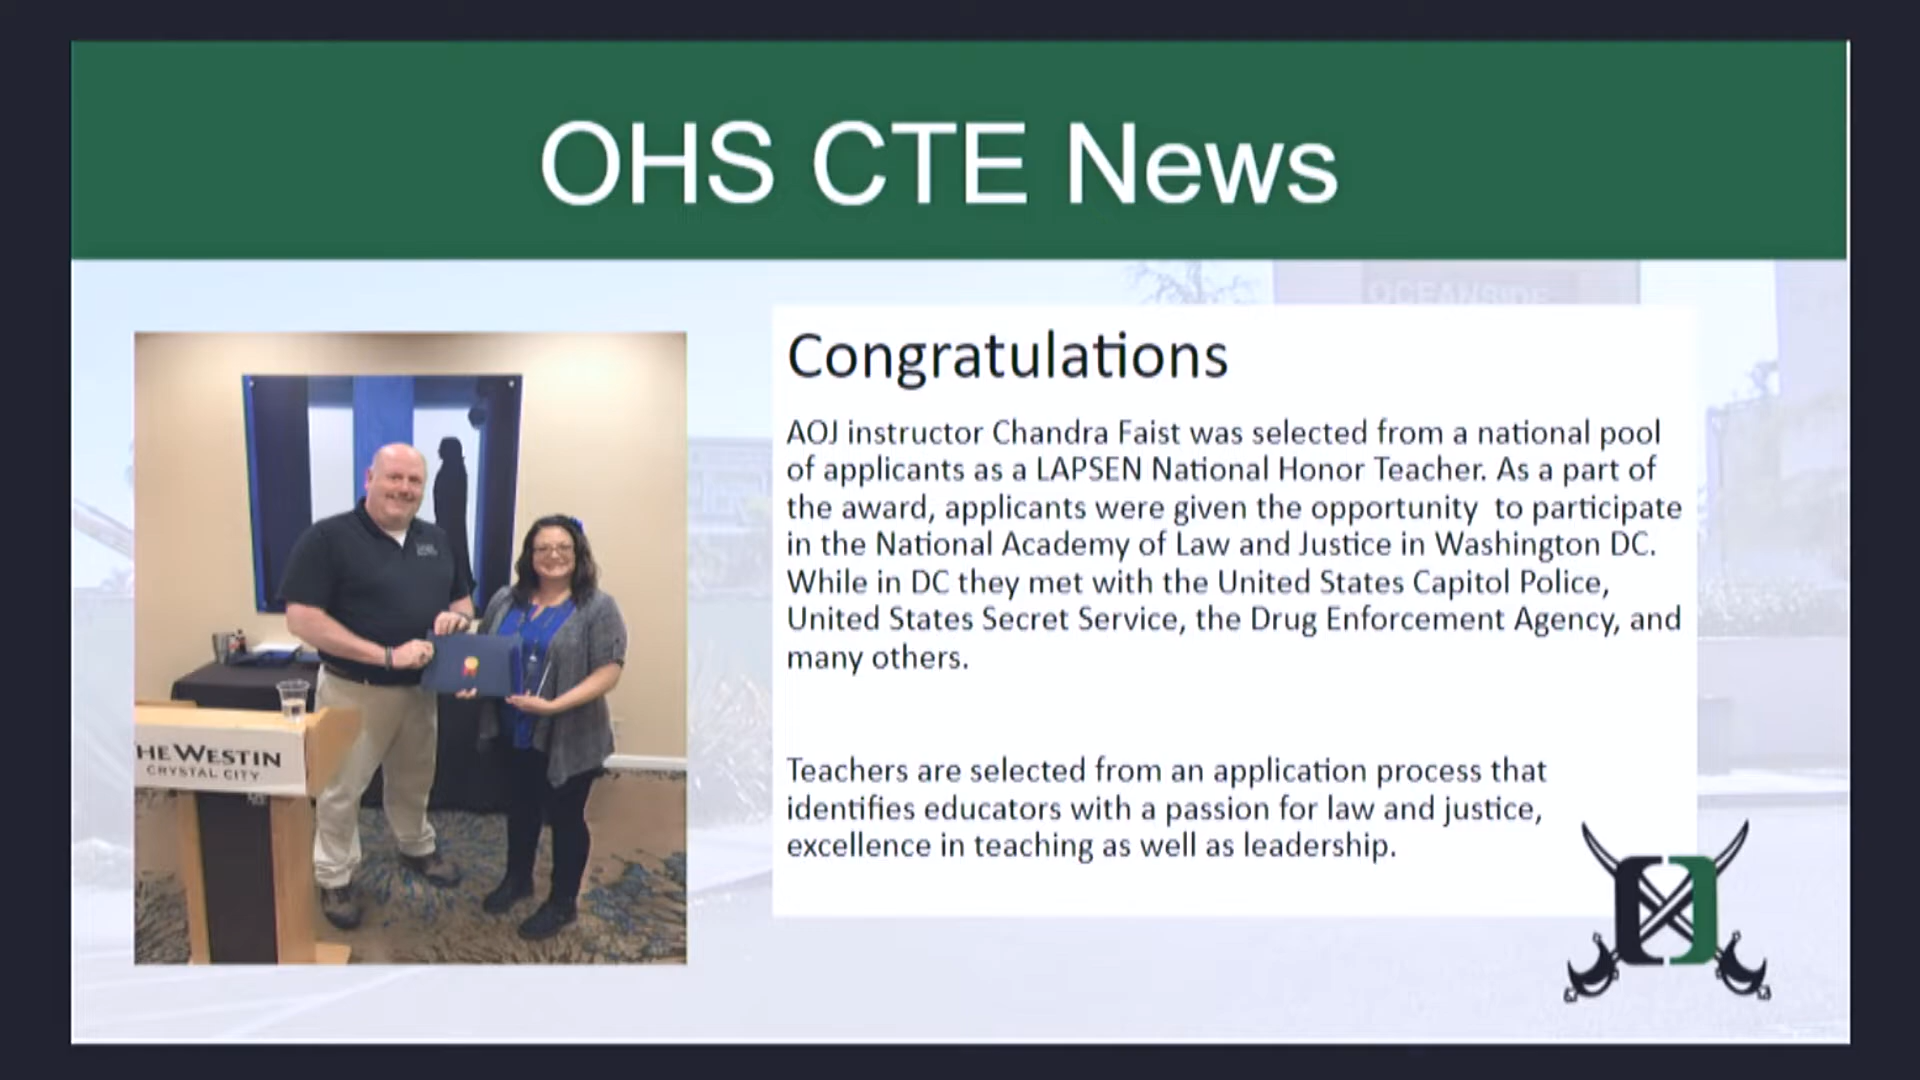 OHS CTE News
OCEANSIDE
Congratulations
AOJ instructor Chandra Faist was selected from a national pool
of applicants as a LAPSEN National Honor Teacher. As a part of
the award, applicants were given the opportunity to participate
in the National Academy of Law and Justice in Washington DC.
While in DC they met with the United States Capitol Police,
United States Secret Service, the Drug Enforcement Agency, and
many others.
Teachers are selected from an application process that
identifies educators with a passion for law and justice,
excellence in teaching as well as leadership.
HE WESTIN
CRYSTAL CITY